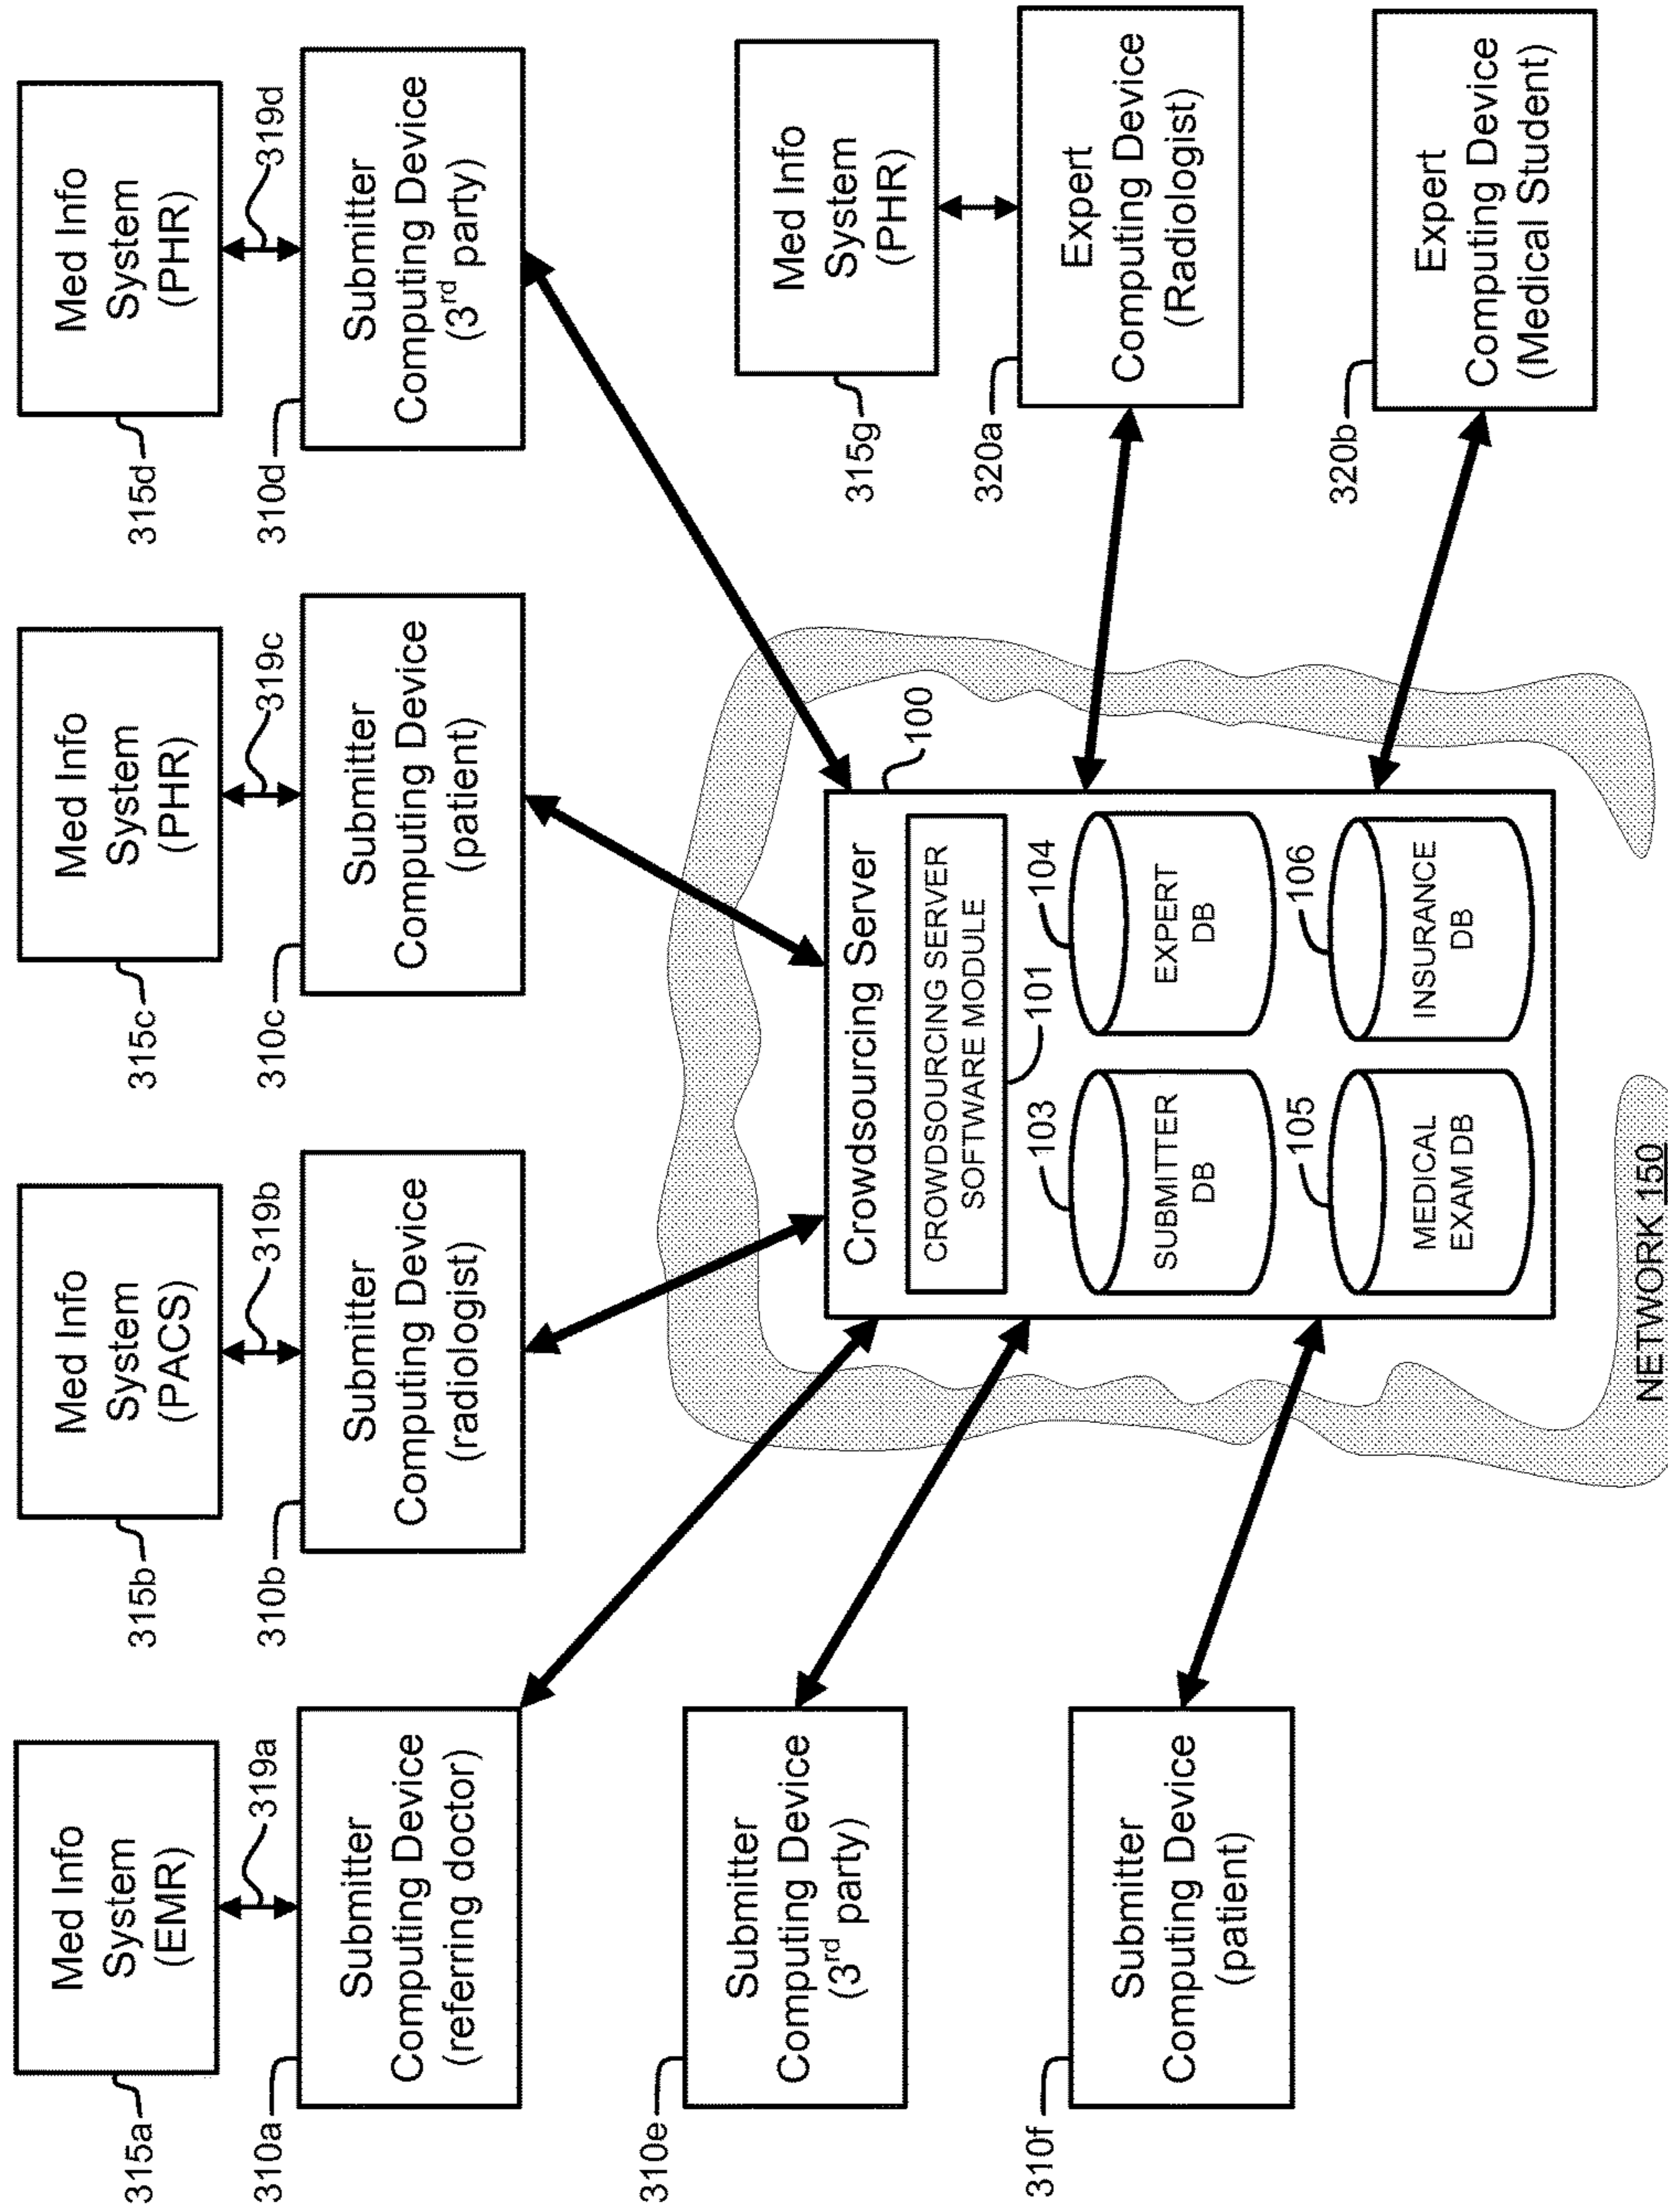 315a
Med Info
System
(EMR)
319a
310a
Submitter
Computing Device
(referring doctor)
315b
Med Info
System
(PACS)
319b
310b
Submitter
Computing Device
(radiologist)
315c
Med Info
System
(PHR)
319c
310c
Submitter
Computing Device
(patient)
315d
Med Info
System
(PHR)
319d
310d
Submitter
Computing Device
(3rd party)
310e
Submitter
Computing Device
(3rd party)
310f
Submitter
Computing Device
(patient)
Crowdsourcing Server
100
CROWDSOURCING SERVER
SOFTWARE MODULE
101
103
SUBMITTER
DB
104
EXPERT
DB
105
MEDICAL
EXAM DB
106
INSURANCE
DB
NETWORK 150
315g
Med Info
System
(PHR)
320a
Expert
Computing Device
(Radiologist)
320b
Expert
Computing Device
(Medical Student)